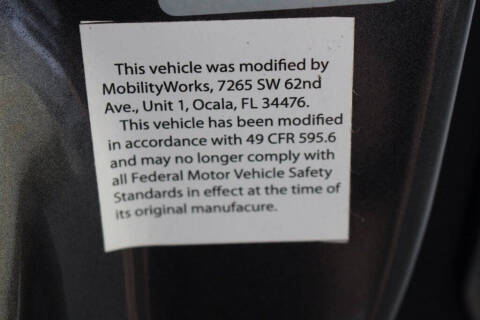 This vehicle was modified by
MobilityWorks, 7265 SW 62nd
Ave., Unit 1, Ocala, FL 34476.
This vehicle has been modified
in accordance with 49 CFR 595.6
and may no longer comply with
all Federal Motor Vehicle Safety
Standards in effect at the time of
its original manufacure.